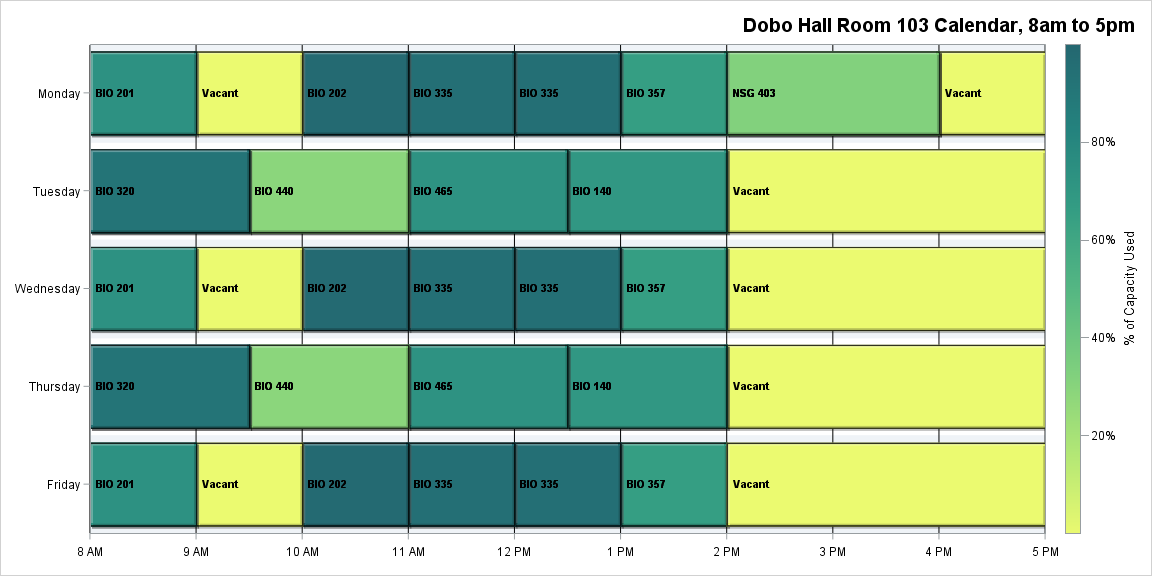 Dobo Hall Room 103 Calendar, 8am to 5pm
Monday
BIO 201
Vacant
BIO 202
BIO 335
BIO 335
BIO 357
NSG 403
Vacant
Tuesday
BIO 320
BIO 440
BIO 465
BIO 140
Vacant
Wednesday
BIO 201
Vacant
BIO 202
BIO 335
BIO 335
BIO 357
Vacant
Thursday
BIO 320
BIO 440
BIO 465
BIO 140
Vacant
Friday
BIO 201
Vacant
BIO 202
BIO 335
BIO 335
BIO 357
Vacant
8 AM
9 AM
10 AM
11 AM
12 PM
1 PM
2 PM
3 PM
4 PM
5 PM
80%
60%
40%
20%
% of Capacity Used